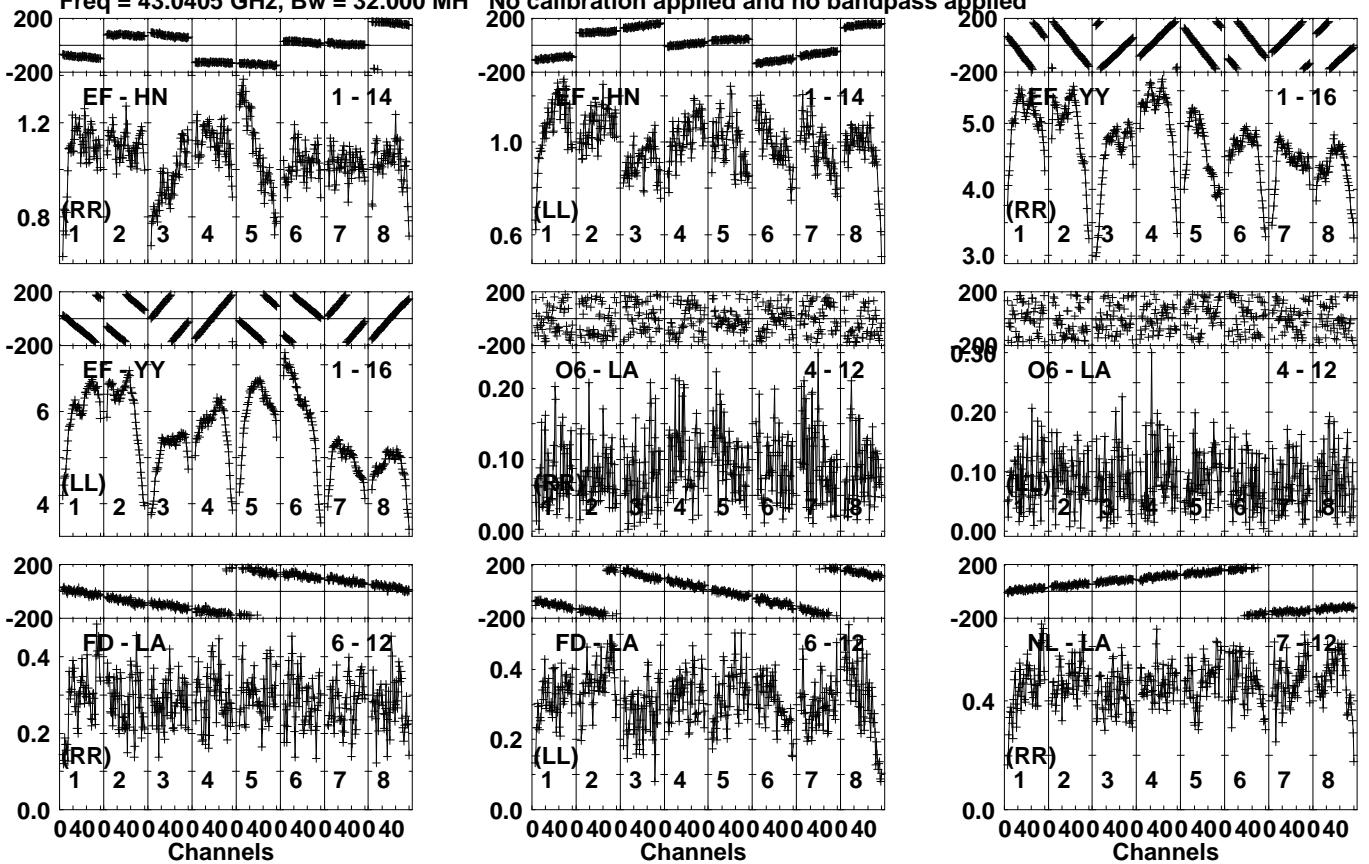 Freq = 43.0405 GHz, Bw = 32.000 MH No calibration applied and no bandpass applied
200
-200
EF - HN 1 - 14
1.2
0.8
(RR)
1 2 3 4 5 6 7 8
200
-200
EF - HN 1 - 14
1.0
0.6
(LL)
1 2 3 4 5 6 7 8
200
-200
EF - YY 1 - 16
5.0
4.0
3.0
(RR)
1 2 3 4 5 6 7 8
200
-200
EF - YY 1 - 16
6
4
(LL)
1 2 3 4 5 6 7 8
200
-200
O6 - LA 4 - 12
0.20
0.10
0.00
(RR)
1 2 3 4 5 6 7 8
200
-200
0.30
O6 - LA 4 - 12
0.20
0.10
0.00
(LL)
1 2 3 4 5 6 7 8
200
-200
FD - LA 6 - 12
0.4
0.2
0.0
(RR)
1 2 3 4 5 6 7 8
200
-200
FD - LA 6 - 12
0.4
0.2
0.0
(LL)
1 2 3 4 5 6 7 8
200
-200
NL - LA 7 - 12
0.4
0.0
(RR)
1 2 3 4 5 6 7 8
0 40 0 40 0 40 0 40 0 40 0 40 0 40 0 40
Channels
0 40 0 40 0 40 0 40 0 40 0 40 0 40 0 40
Channels
0 40 0 40 0 40 0 40 0 40 0 40 0 40 0 40
Channels